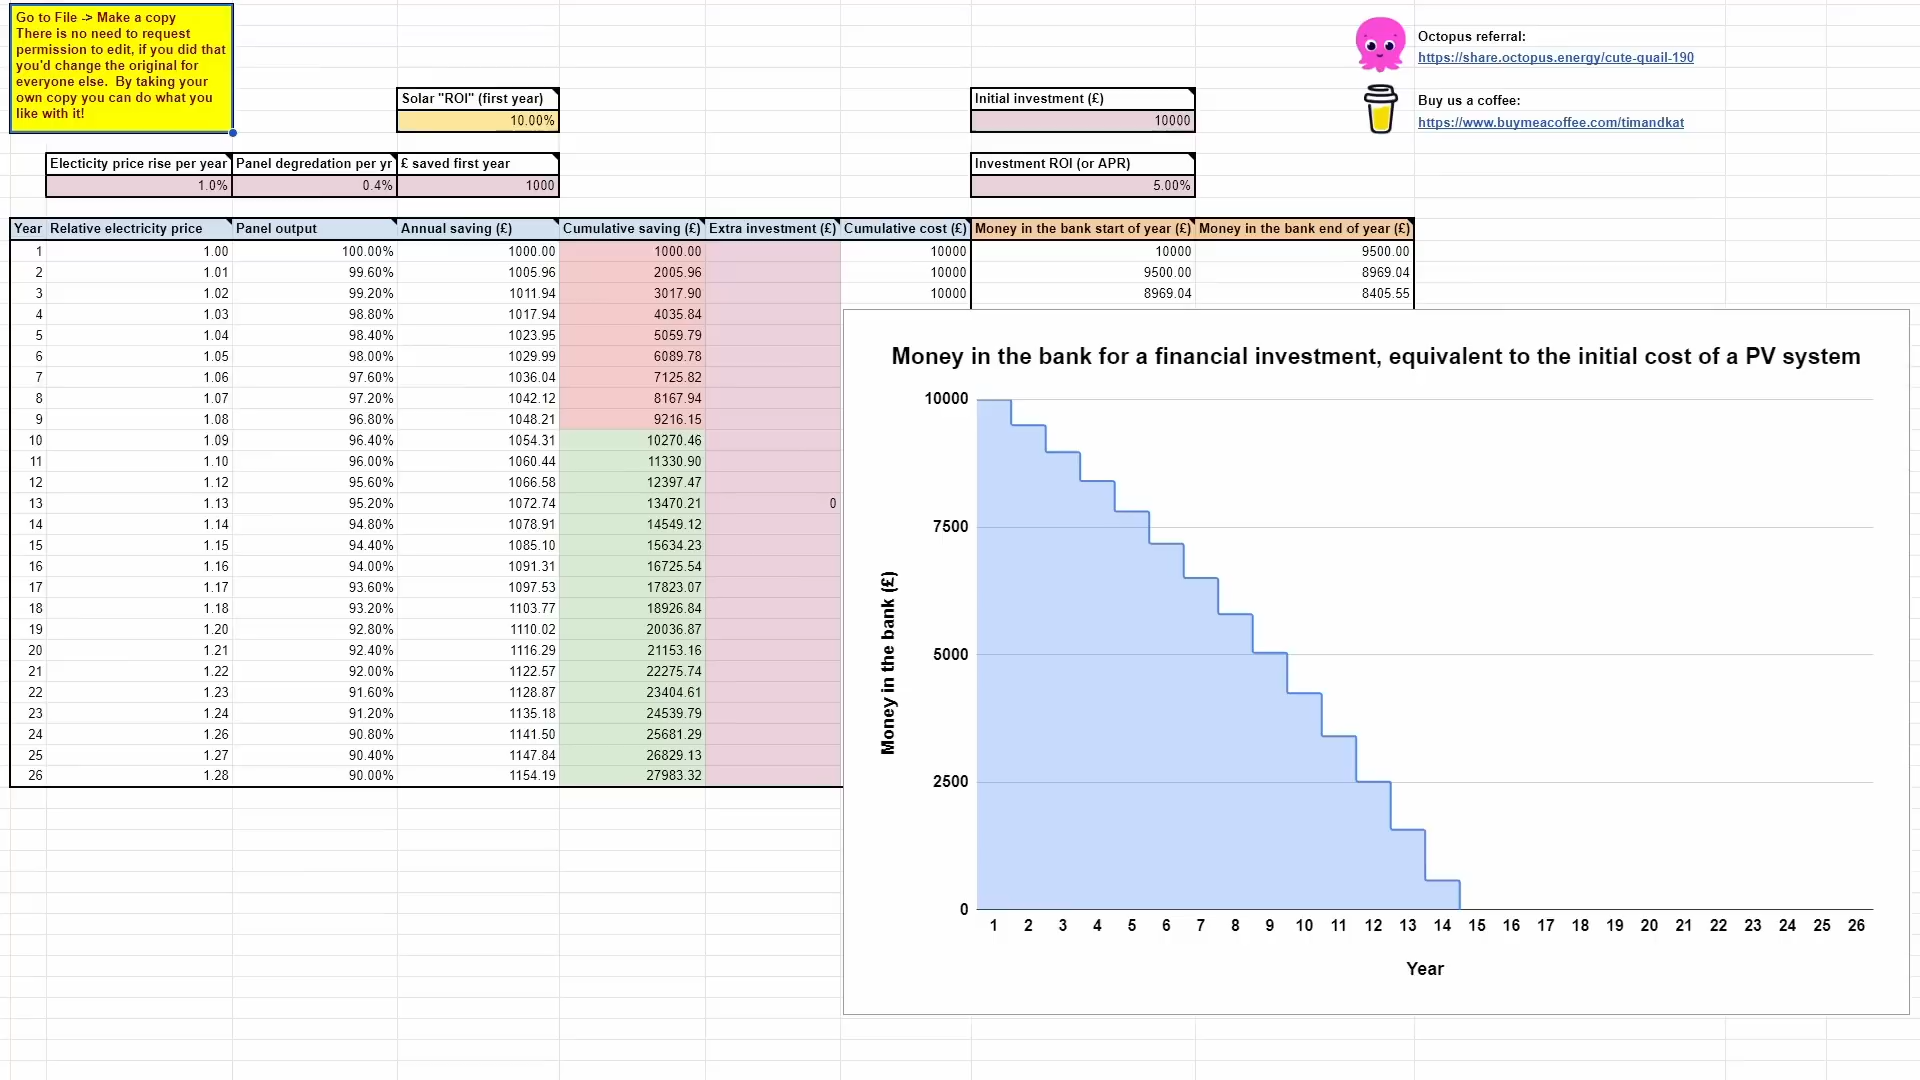 Go to File -> Make a copy
There is no need to request
permission to edit, if you did that
you'd change the original for
everyone else.  By taking your
own copy you can do what you
like with it!
Octopus referral:
https://share.octopus.energy/cute-quail-190
Buy us a coffee:
https://www.buymeacoffee.com/timandkat
Solar "ROI" (first year)
10.00%
Initial investment (£)
10000
Electicity price rise per year Panel degredation per yr £ saved first year
1.0% 0.4% 1000
Investment ROI (or APR)
5.00%
Year Relative electricity price Panel output Annual saving (£) Cumulative saving (£) Extra investment (£) Cumulative cost (£) Money in the bank start of year (£) Money in the bank end of year (£)
1 1.00 100.00% 1000.00 1000.00 10000 10000 9500.00
2 1.01 99.60% 1005.96 2005.96 10000 9500.00 8969.04
3 1.02 99.20% 1011.94 3017.90 10000 8969.04 8405.55
4 1.03 98.80% 1017.94 4035.84
5 1.04 98.40% 1023.95 5059.79
6 1.05 98.00% 1029.99 6089.78
7 1.06 97.60% 1036.04 7125.82
8 1.07 97.20% 1042.12 8167.94
9 1.08 96.80% 1048.21 9216.15
10 1.09 96.40% 1054.31 10270.46
11 1.10 96.00% 1060.44 11330.90
12 1.12 95.60% 1066.58 12397.47
13 1.13 95.20% 1072.74 13470.21 0
14 1.14 94.80% 1078.91 14549.12
15 1.15 94.40% 1085.10 15634.23
16 1.16 94.00% 1091.31 16725.54
17 1.17 93.60% 1097.53 17823.07
18 1.18 93.20% 1103.77 18926.84
19 1.20 92.80% 1110.02 20036.87
20 1.21 92.40% 1116.29 21153.16
21 1.22 92.00% 1122.57 22275.74
22 1.23 91.60% 1128.87 23404.61
23 1.24 91.20% 1135.18 24539.79
24 1.26 90.80% 1141.50 25681.29
25 1.27 90.40% 1147.84 26829.13
26 1.28 90.00% 1154.19 27983.32
Money in the bank for a financial investment, equivalent to the initial cost of a PV system
Money in the bank (£)
10000
7500
5000
2500
0
1 2 3 4 5 6 7 8 9 10 11 12 13 14 15 16 17 18 19 20 21 22 23 24 25 26
Year